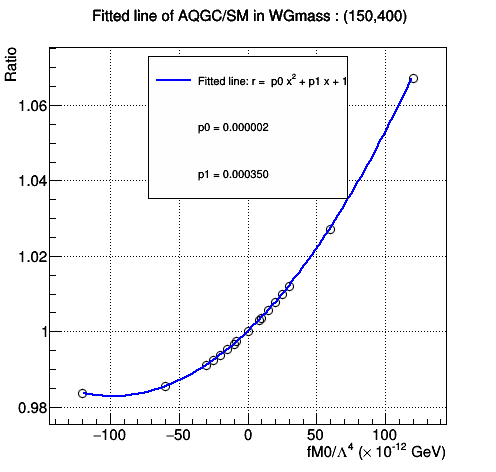 Fitted line of AQGC/SM in WGmass : (150,400)
Ratio
Fitted line: r = p0 x² + p1 x + 1
p0 = 0.000002
p1 = 0.000350
1.06
1.04
1.02
1
0.98
−100 −50 0 50 100
fM0/Λ⁴ (× 10⁻¹² GeV)